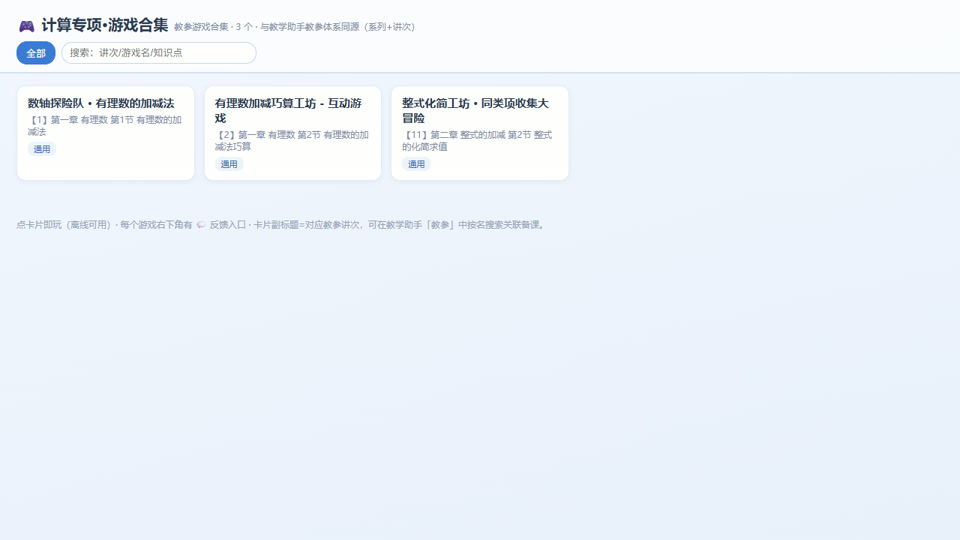 🎮 计算专项·游戏合集 教参游戏合集 · 3 个 · 与教学助手教参体系同源（系列+讲次）
全部 搜索：讲次/游戏名/知识点
数轴探险队·有理数的加减法
【1】第一章 有理数 第1节 有理数的加
减法
通用
有理数加减巧算工坊 - 互动游
戏
【2】第一章 有理数 第2节 有理数的加
减法巧算
通用
整式化简工坊·同类项收集大
冒险
【11】第二章 整式的加减 第2节 整式
的化简求值
通用
点卡片即玩（离线可用）· 每个游戏右下角有 💬 反馈入口 · 卡片副标题=对应教参讲次，可在教学助手「教参」中按名搜索关联备课。